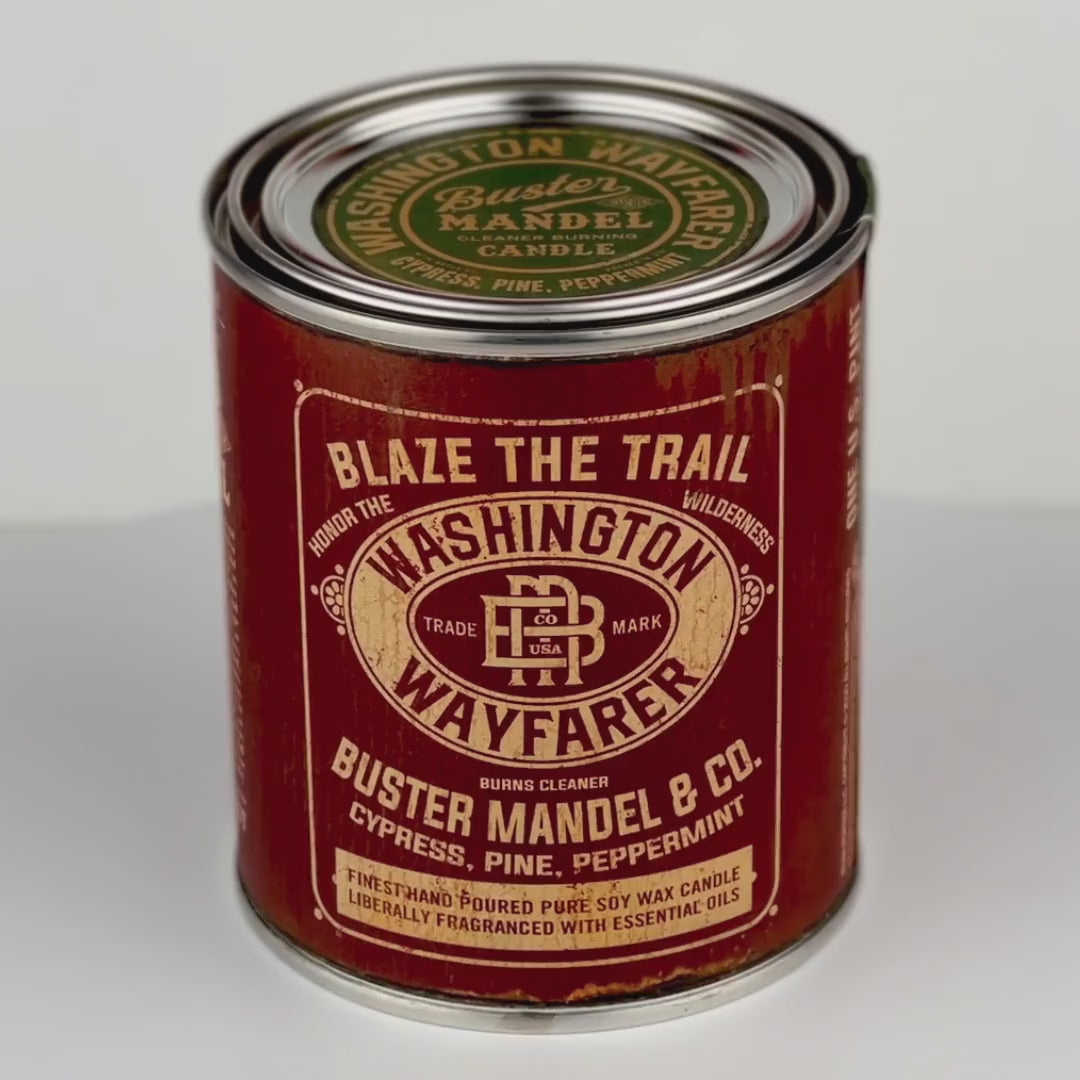 WASHINGTON WAYFARER
Buster
MANDEL
CLEANER BURNING
CANDLE
CYPRESS, PINE, PEPPERMINT
BLAZE THE TRAIL
HONOR THE WILDERNESS
WASHINGTON
TRADE MARK
CO
USA
WAYFARER
BURNS CLEANER
BUSTER MANDEL & CO.
CYPRESS, PINE, PEPPERMINT
FINEST HAND POURED PURE SOY WAX CANDLE
LIBERALLY FRAGRANCED WITH ESSENTIAL OILS
ONE U S PINT